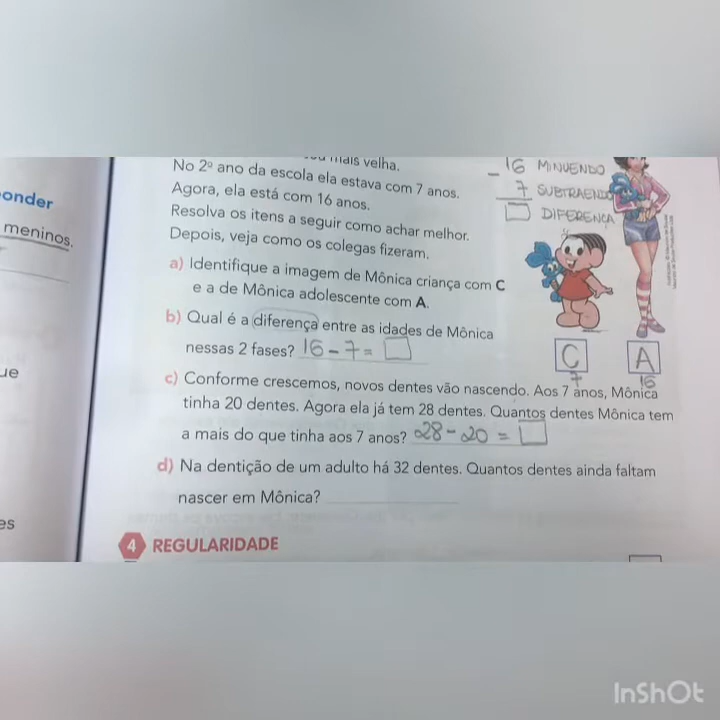 mais velha.
No 2º ano da escola ela estava com 7 anos.
Agora, ela está com 16 anos.
Resolva os itens a seguir como achar melhor.
Depois, veja como os colegas fizeram.
a) Identifique a imagem de Mônica criança com C
e a de Mônica adolescente com A.
b) Qual é a diferença entre as idades de Mônica
nessas 2 fases? 16 - 7 = □
c) Conforme crescemos, novos dentes vão nascendo. Aos 7 anos, Mônica
tinha 20 dentes. Agora ela já tem 28 dentes. Quantos dentes Mônica tem
a mais do que tinha aos 7 anos? 28 - 20 = □
d) Na dentição de um adulto há 32 dentes. Quantos dentes ainda faltam
nascer em Mônica?
4 REGULARIDADE
16 MINUENDO
- 7 SUBTRAENDO
□ DIFERENÇA
C A
7 16
onder
meninos.
ue
es
InShOt